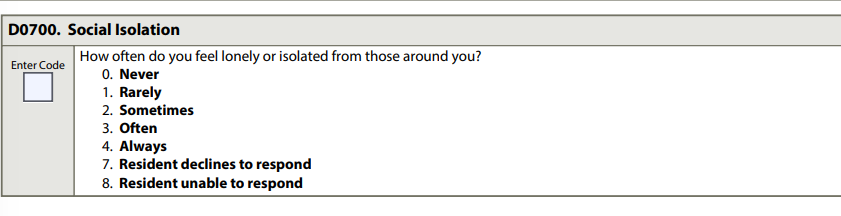 D0700. Social Isolation
Enter Code
How often do you feel lonely or isolated from those around you?
0. Never
1. Rarely
2. Sometimes
3. Often
4. Always
7. Resident declines to respond
8. Resident unable to respond